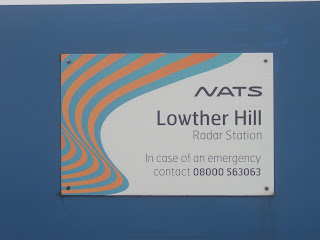 NATS
Lowther Hill
Radar Station
In case of an emergency
contact 08000 563063